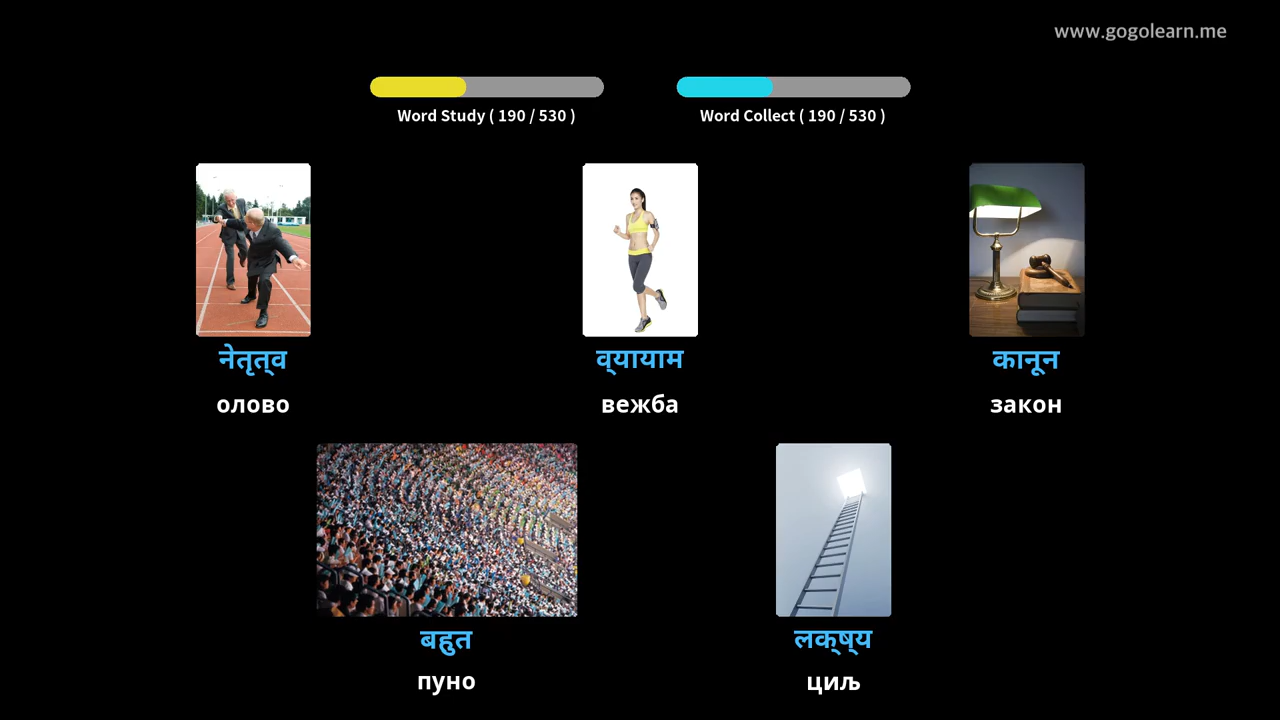 www.gogolearn.me
Word Study ( 190 / 530 )
Word Collect ( 190 / 530 )
नेतृत्व
व्यायाम
कानून
олово
вежба
закон
बहुत
लक्ष्य
пуно
циљ